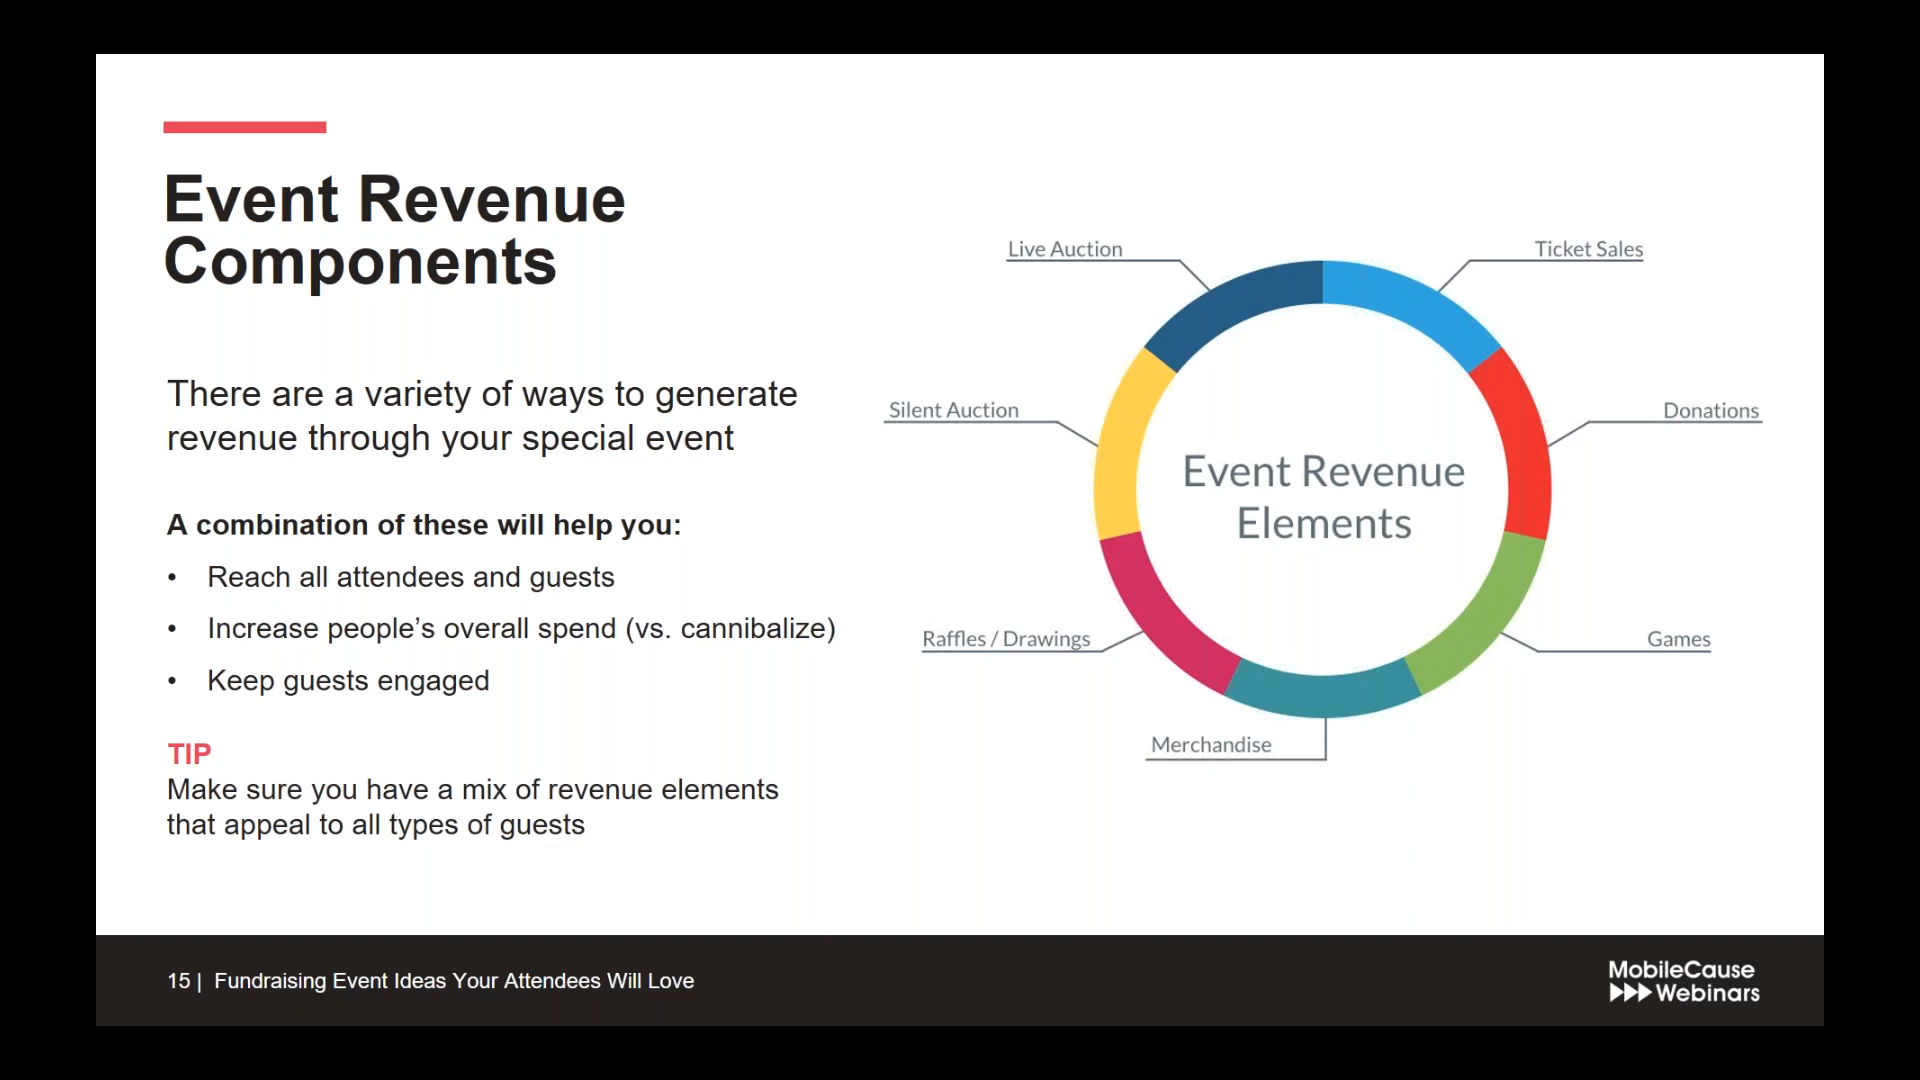 Event Revenue
Components
There are a variety of ways to generate
revenue through your special event
A combination of these will help you:
• Reach all attendees and guests
• Increase people’s overall spend (vs. cannibalize)
• Keep guests engaged
TIP
Make sure you have a mix of revenue elements
that appeal to all types of guests
Live Auction
Ticket Sales
Silent Auction
Donations
Event Revenue
Elements
Raffles / Drawings
Games
Merchandise
15 | Fundraising Event Ideas Your Attendees Will Love
MobileCause
Webinars